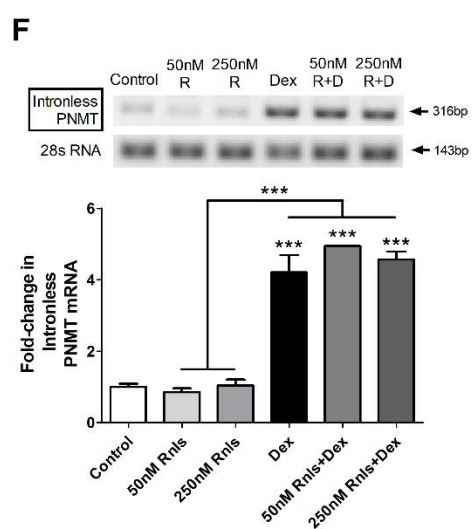 F
Control 50nM R 250nM R Dex 50nM R+D 250nM R+D
Intronless PNMT 316bp
28s RNA 143bp
***
*** *** ***
Fold-change in
Intronless
PNMT mRNA
6
4
2
0
Control 50nM Rnls 250nM Rnls Dex 50nM Rnls+Dex 250nM Rnls+Dex